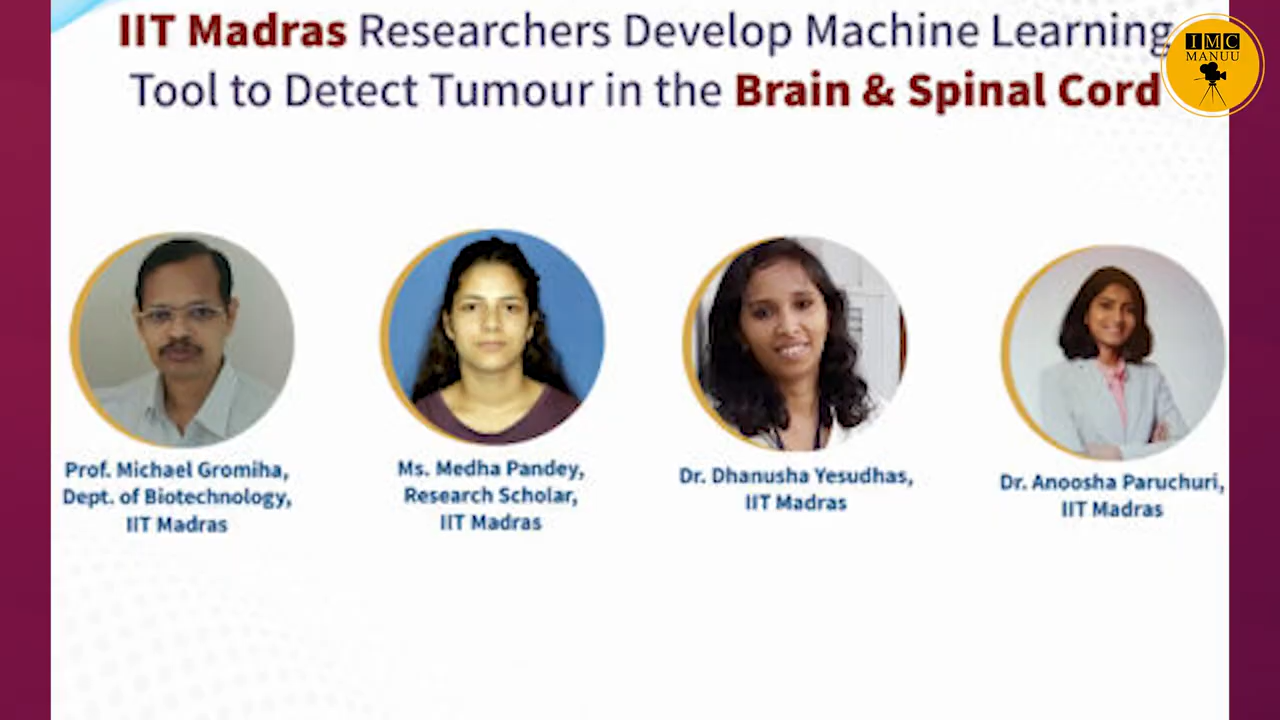 IIT Madras Researchers Develop Machine Learning
Tool to Detect Tumour in the Brain & Spinal Cord
IMC
MANUU
Prof. Michael Gromiha,
Dept. of Biotechnology,
IIT Madras
Ms. Medha Pandey,
Research Scholar,
IIT Madras
Dr. Dhanusha Yesudhas,
IIT Madras
Dr. Anoosha Paruchuri,
IIT Madras